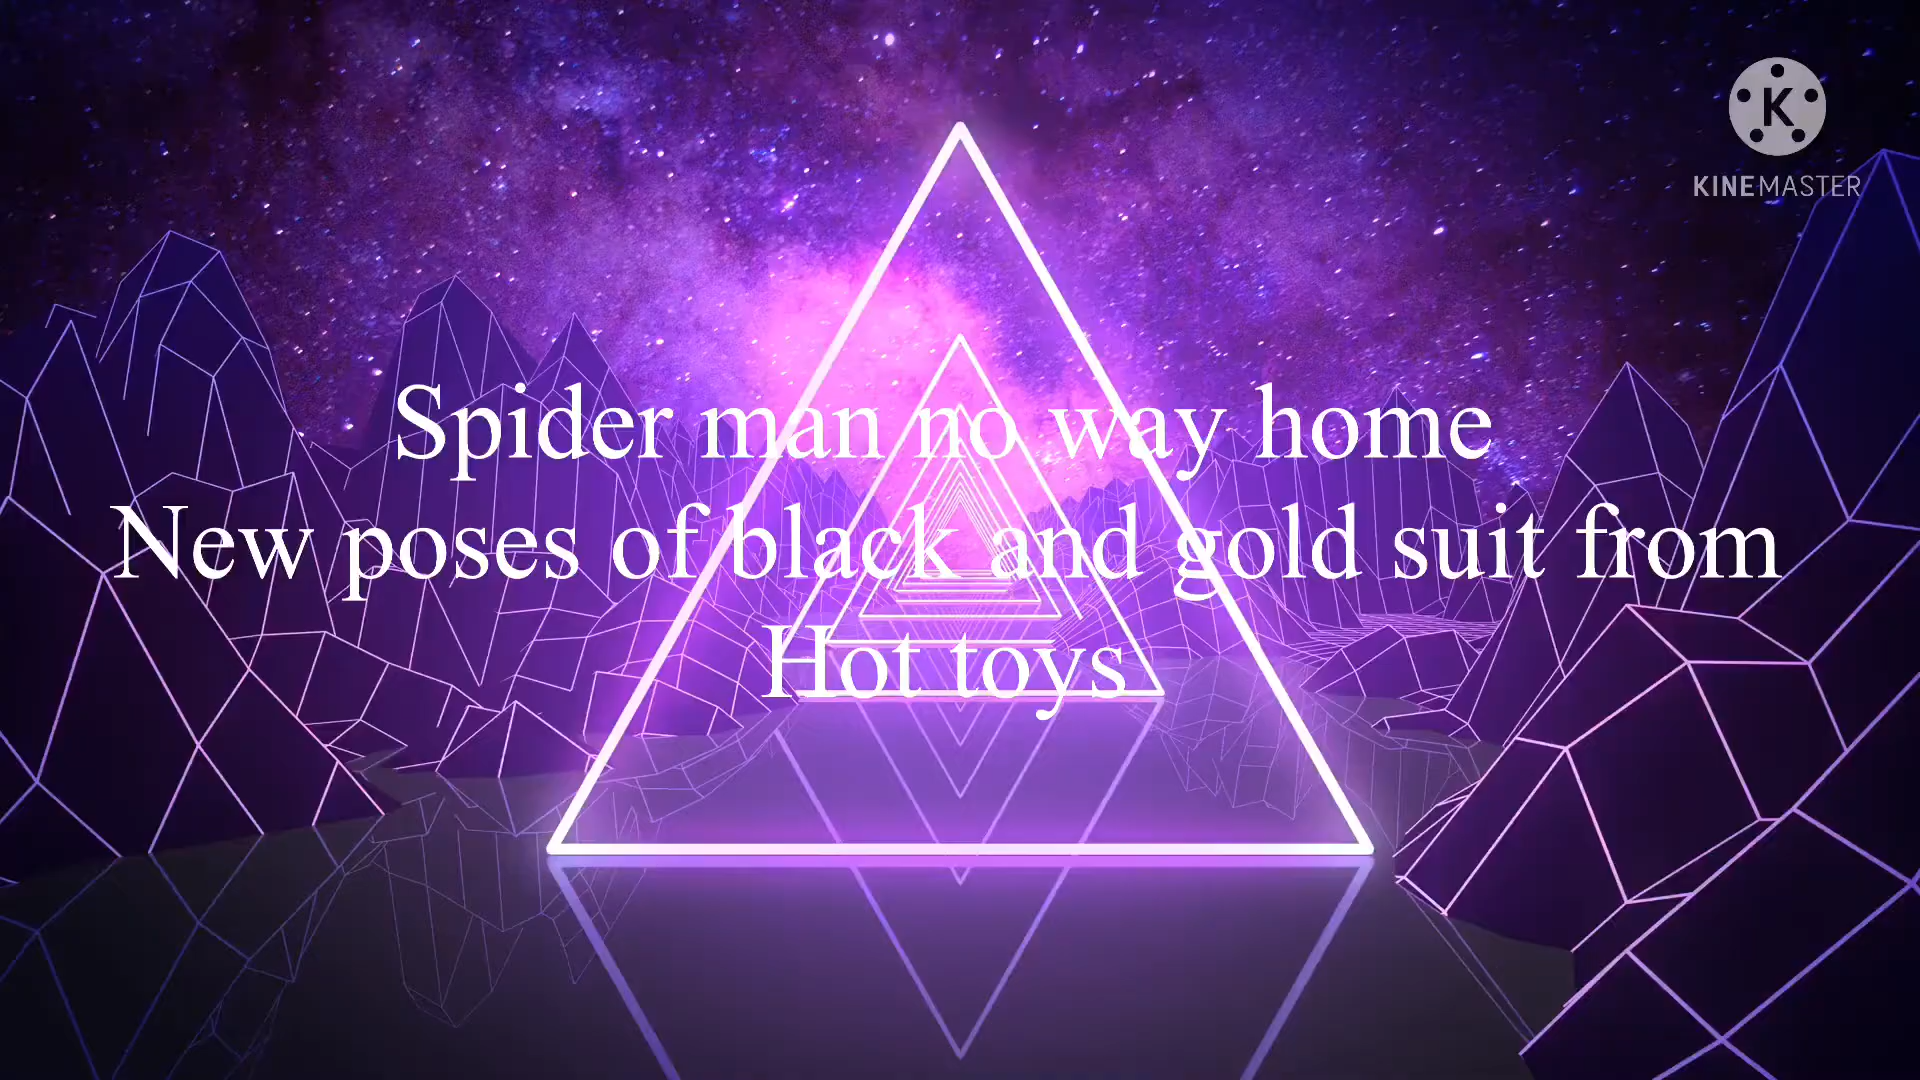 K
KINEMASTER
Spider man no way home
New poses of black and gold suit from
Hot toys